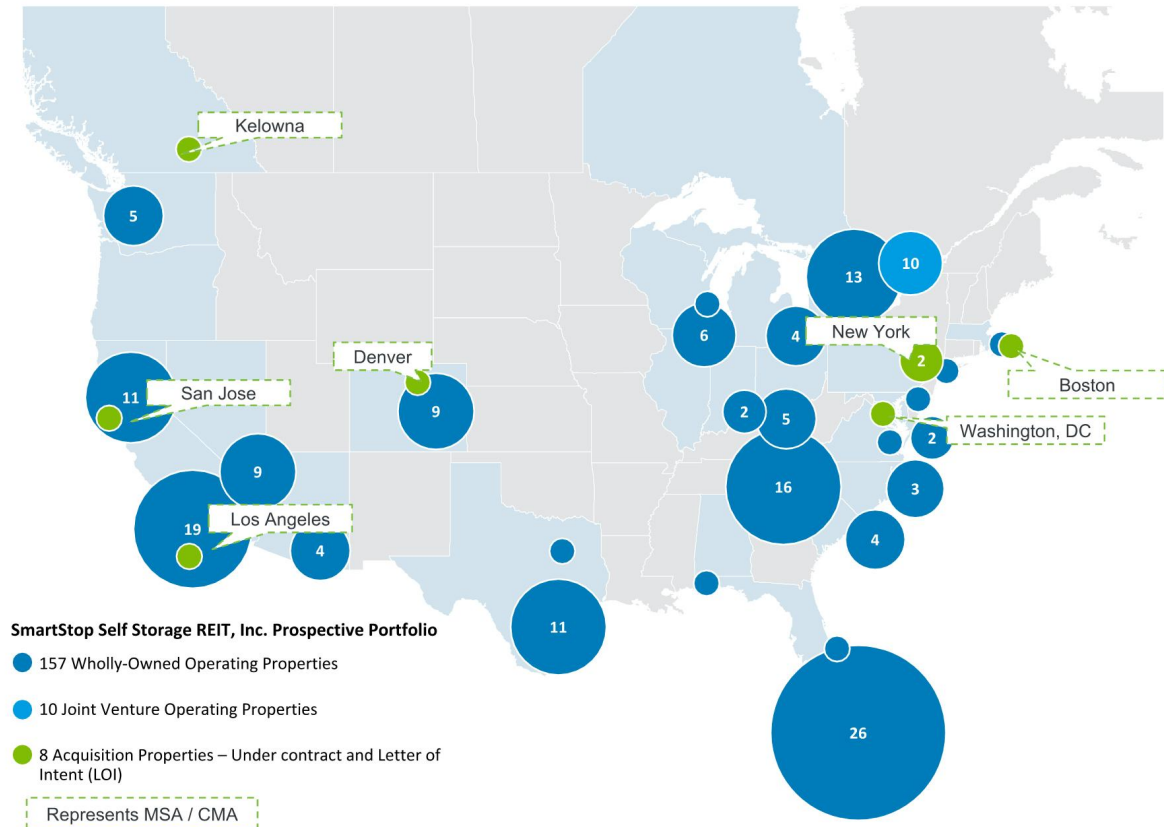 Kelowna
5
13
10
6
4
New York
2
Denver
9
Boston
11
San Jose
2
5
Washington, DC
2
9
16
3
19
Los Angeles
4
4
11
26
SmartStop Self Storage REIT, Inc. Prospective Portfolio
157 Wholly-Owned Operating Properties
10 Joint Venture Operating Properties
8 Acquisition Properties – Under contract and Letter of
Intent (LOI)
Represents MSA / CMA